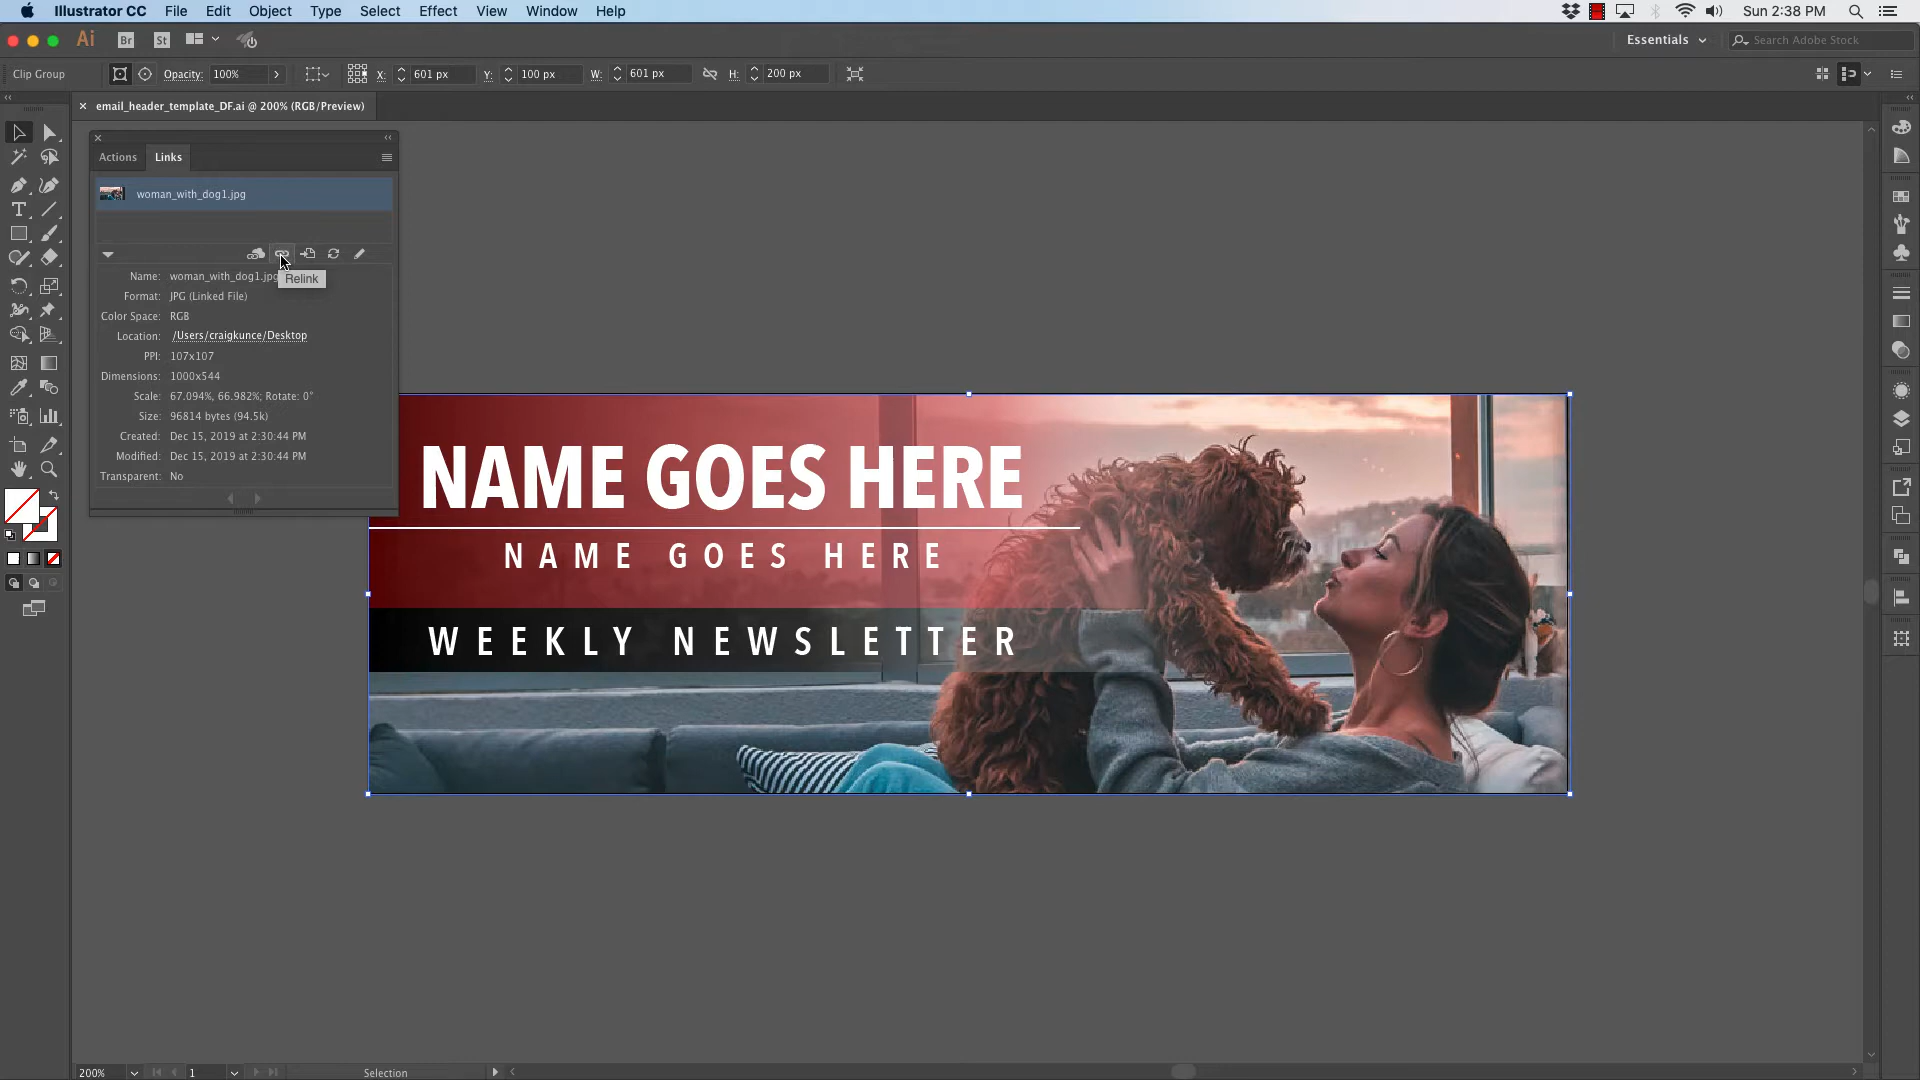 Illustrator CC File Edit Object Type Select Effect View Window Help Sun 2:38 PM
Ai Br St Essentials Search Adobe Stock
Clip Group Opacity: 100% X: 601 px Y: 100 px W: 601 px H: 200 px
email_header_template_DF.ai @ 200% (RGB/Preview)
Actions Links
woman_with_dog1.jpg
Name: woman_with_dog1.jpg
Relink
Format: JPG (Linked File)
Color Space: RGB
Location: /Users/craigkunce/Desktop
PPI: 107x107
Dimensions: 1000x544
Scale: 67.094%, 66.982%; Rotate: 0°
Size: 96814 bytes (94.5k)
Created: Dec 15, 2019 at 2:30:44 PM
Modified: Dec 15, 2019 at 2:30:44 PM
Transparent: No
NAME GOES HERE
NAME GOES HERE
WEEKLY NEWSLETTER
200% 1 Selection